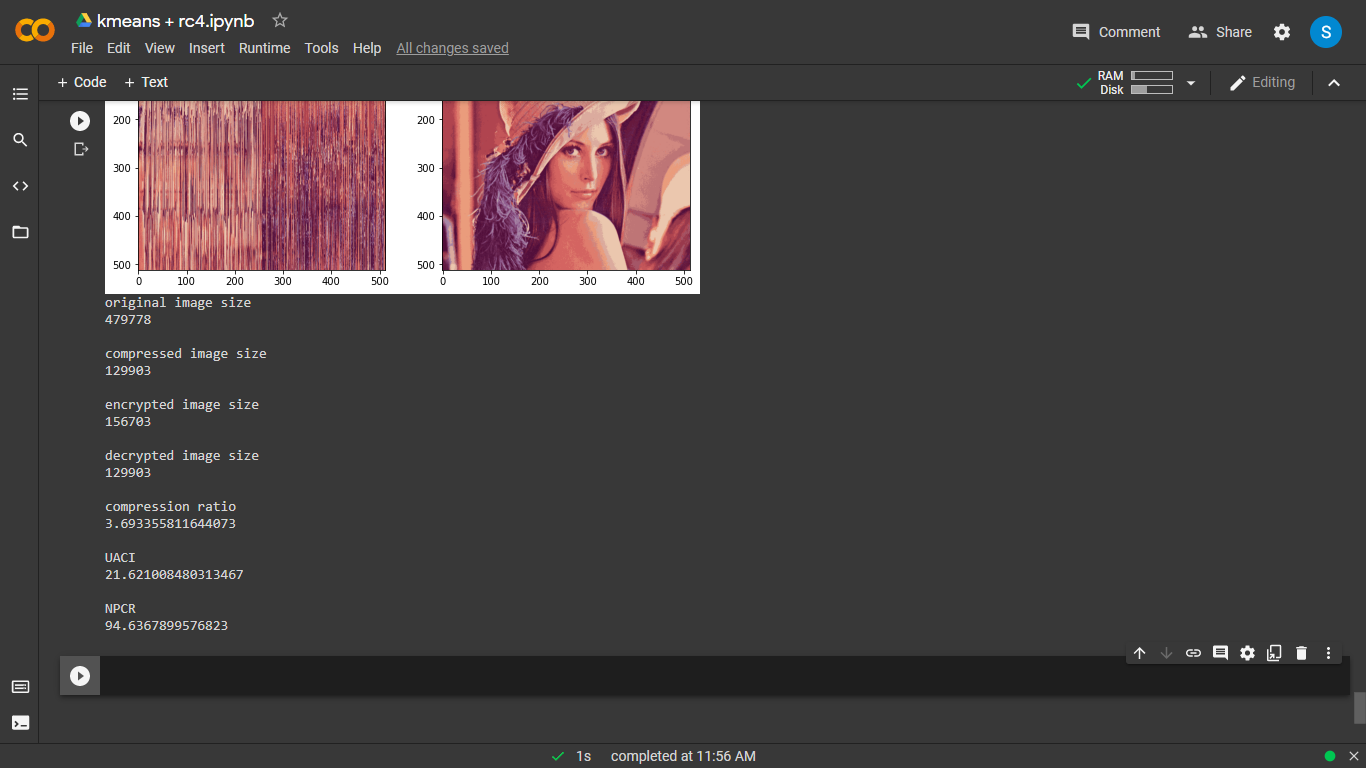 kmeans + rc4.ipynb
File Edit View Insert Runtime Tools Help All changes saved
Comment Share S
+ Code + Text
RAM
Disk
Editing
200 200
300 300
400 400
500 500
0 100 200 300 400 500 0 100 200 300 400 500
original image size
479778
compressed image size
129903
encrypted image size
156703
decrypted image size
129903
compression ratio
3.693355811644073
UACI
21.621008480313467
NPCR
94.6367899576823
1s completed at 11:56 AM